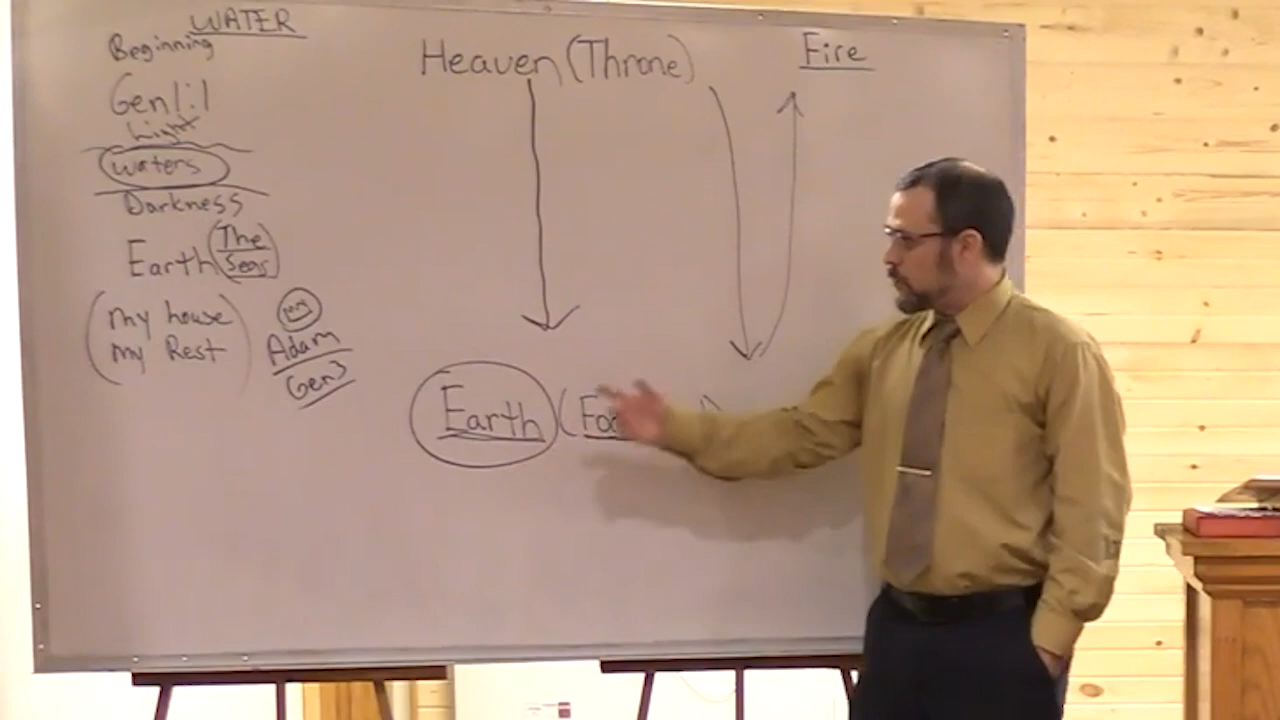 WATER
Beginning
Gen 1:1
Light
waters
Darkness
Earth (The Seas)
(my house
my Rest)
Adam
Gen 3
Heaven (Throne)
Fire
Earth (